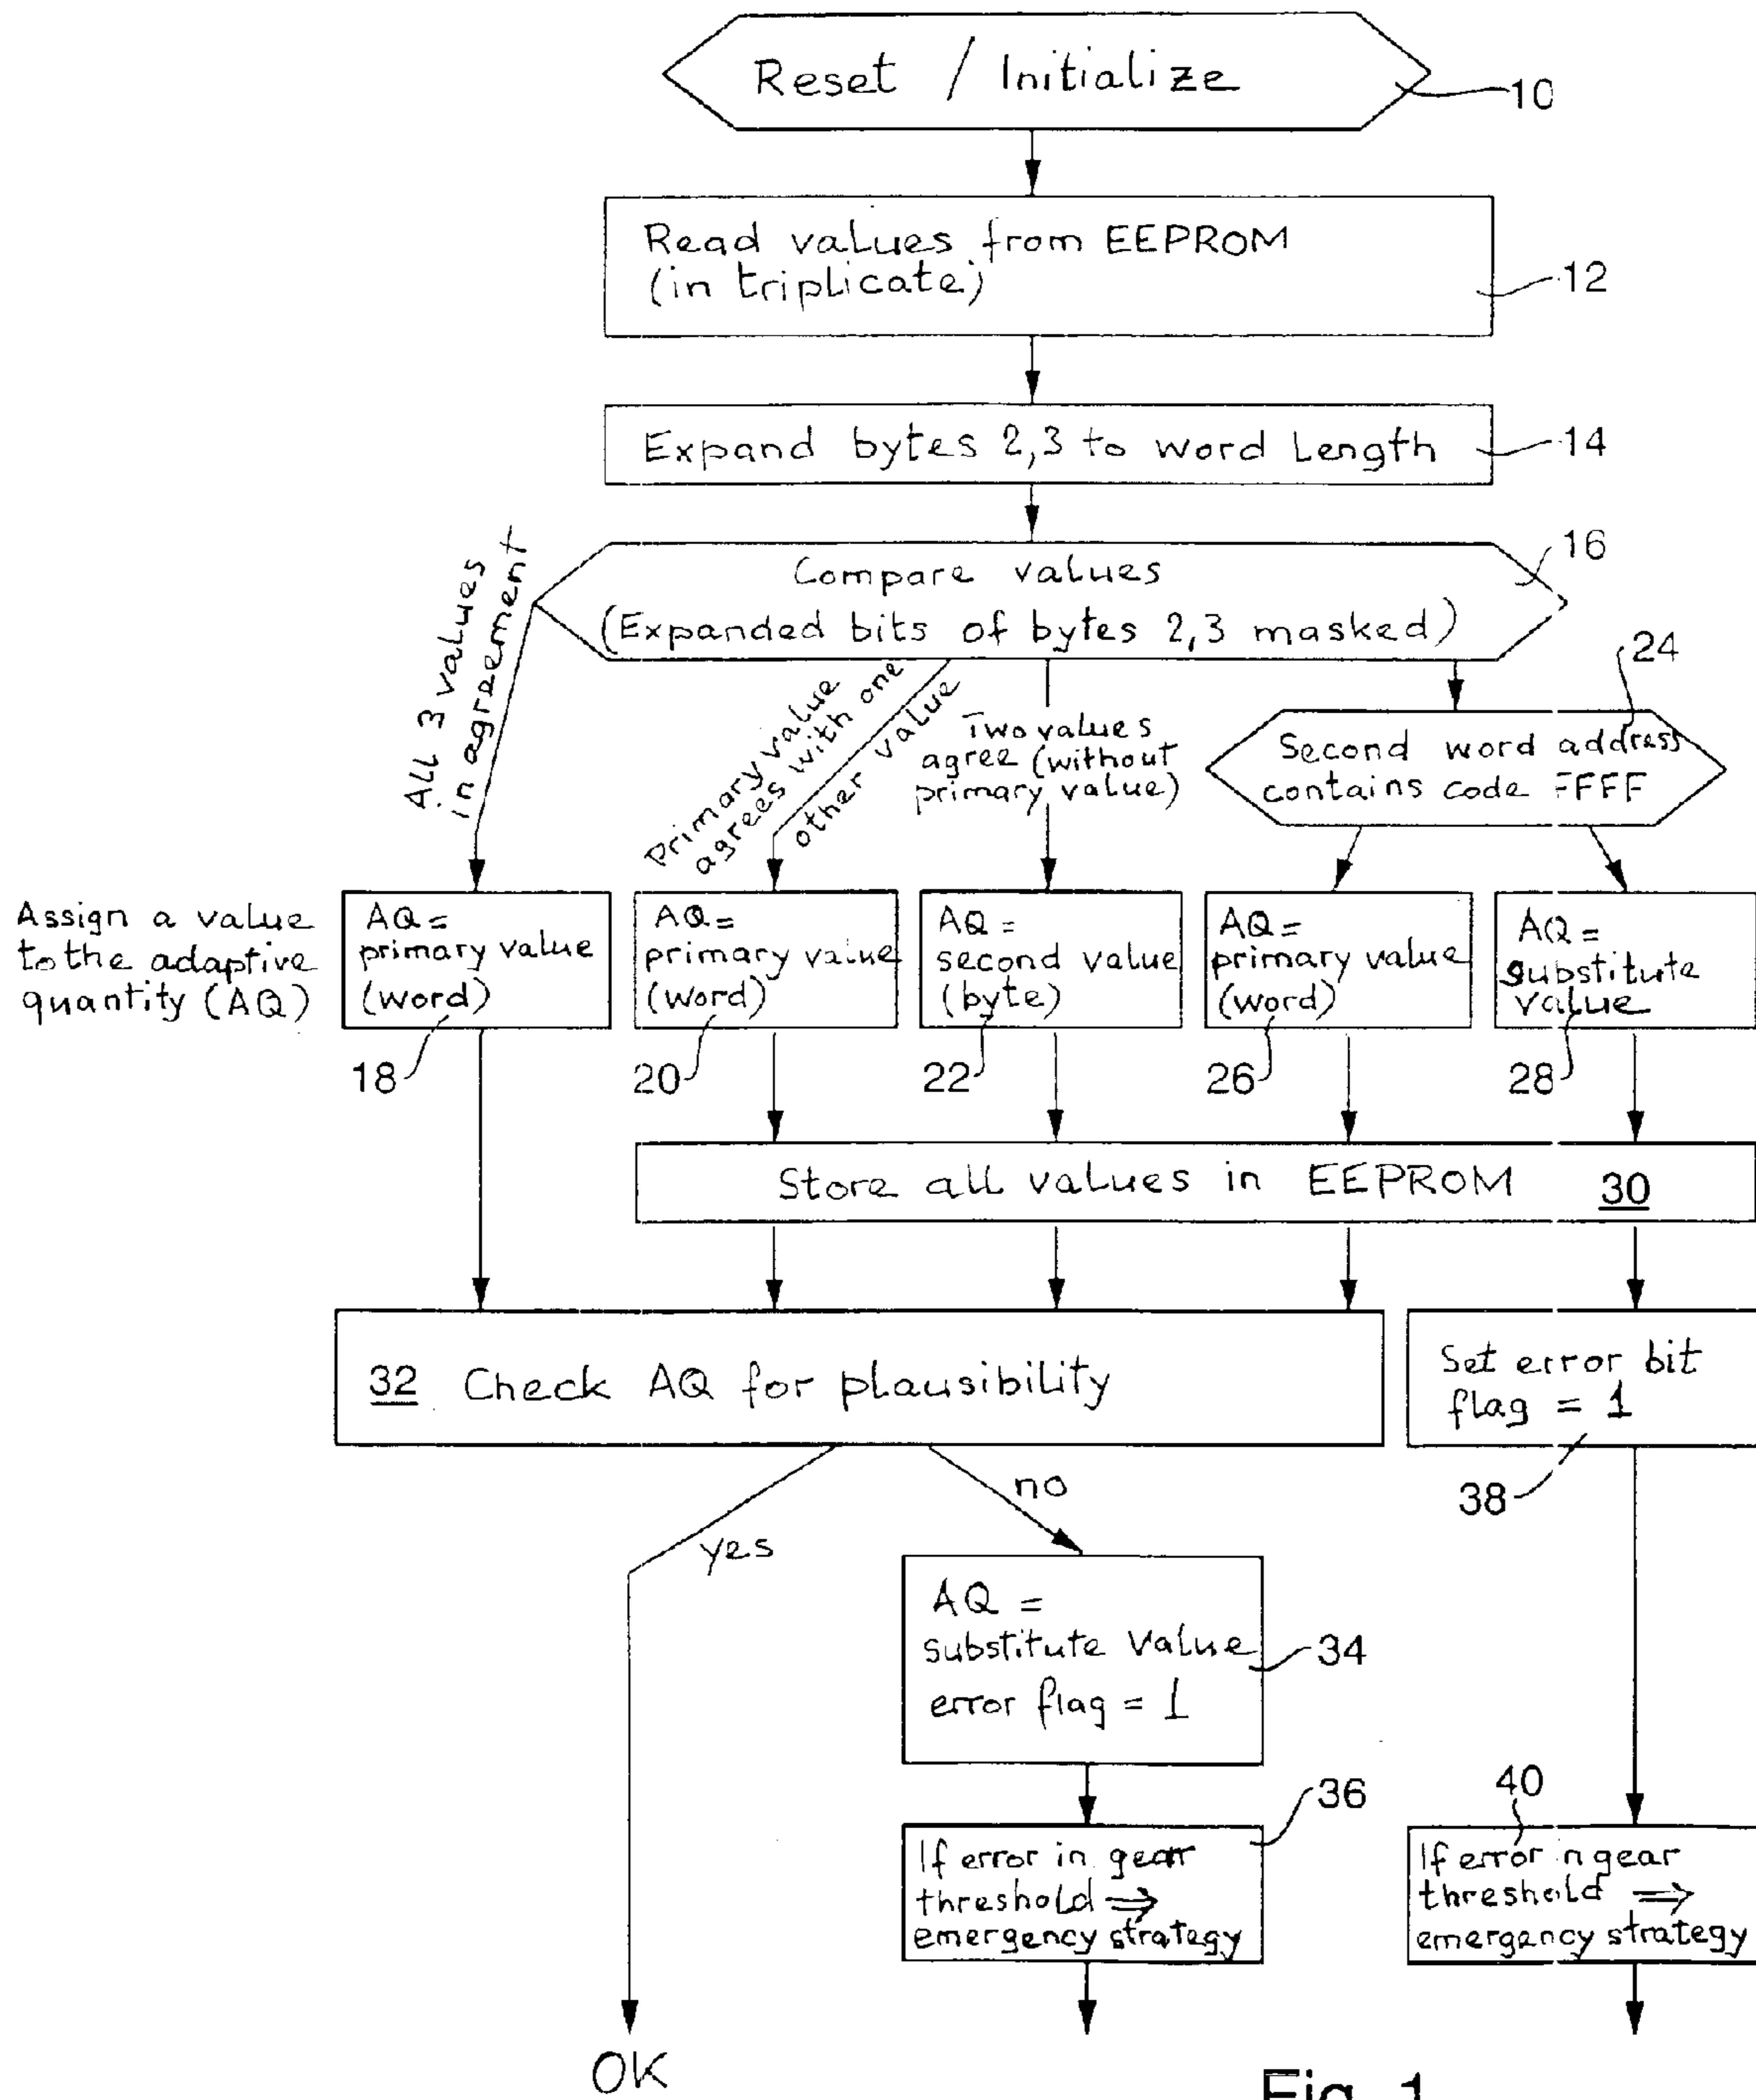 Reset / Initialize
10
Read values from EEPROM
(in triplicate)
12
Expand bytes 2,3 to word Length
14
Compare values
(Expanded bits of bytes 2,3 masked)
16
All 3 values
in agreement
Primary value
agrees with one
other value
Two values
agree (without
primary value)
24
Second word address
contains code FFFF
Assign a value
to the adaptive
quantity (AQ)
AQ =
primary value
(word)
18
AQ =
primary value
(word)
20
AQ =
second value
(byte)
22
AQ =
primary value
(word)
26
AQ =
substitute
value
28
Store all values in EEPROM 30
32 Check AQ for plausibility
Set error bit
flag = 1
38
yes
no
AQ =
substitute value
error flag = 1
34
If error in gear
threshold ⇒
emergency strategy
36
40
If error n gear
threshold ⇒
emergency strategy
OK
Fig. 1